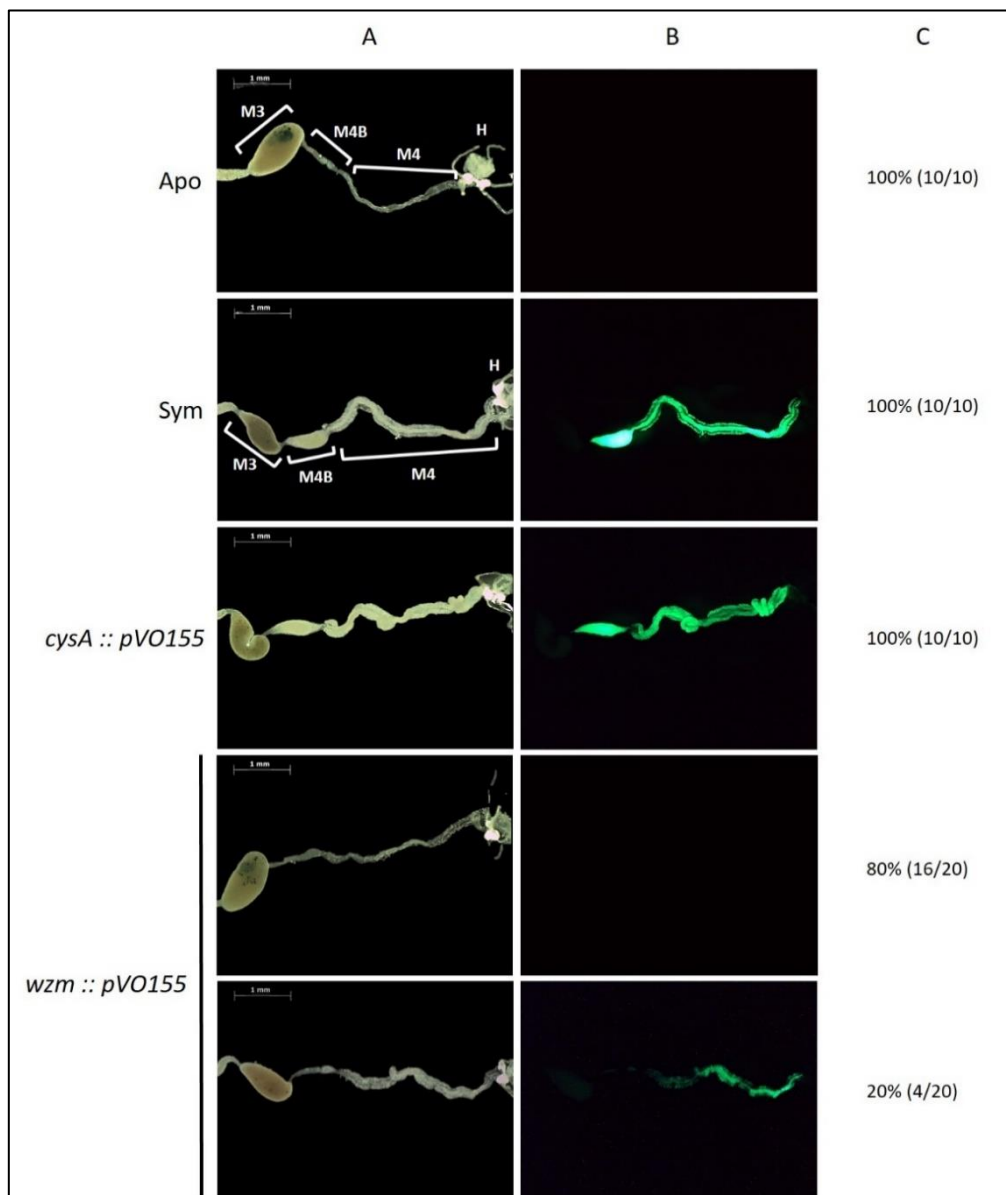 A B C
1 mm
M3
M4B
M4
H
Apo
100% (10/10)
1 mm
H
Sym
M3
M4B
M4
100% (10/10)
1 mm
cysA :: pVO155
100% (10/10)
1 mm
80% (16/20)
wzm :: pVO155
1 mm
20% (4/20)